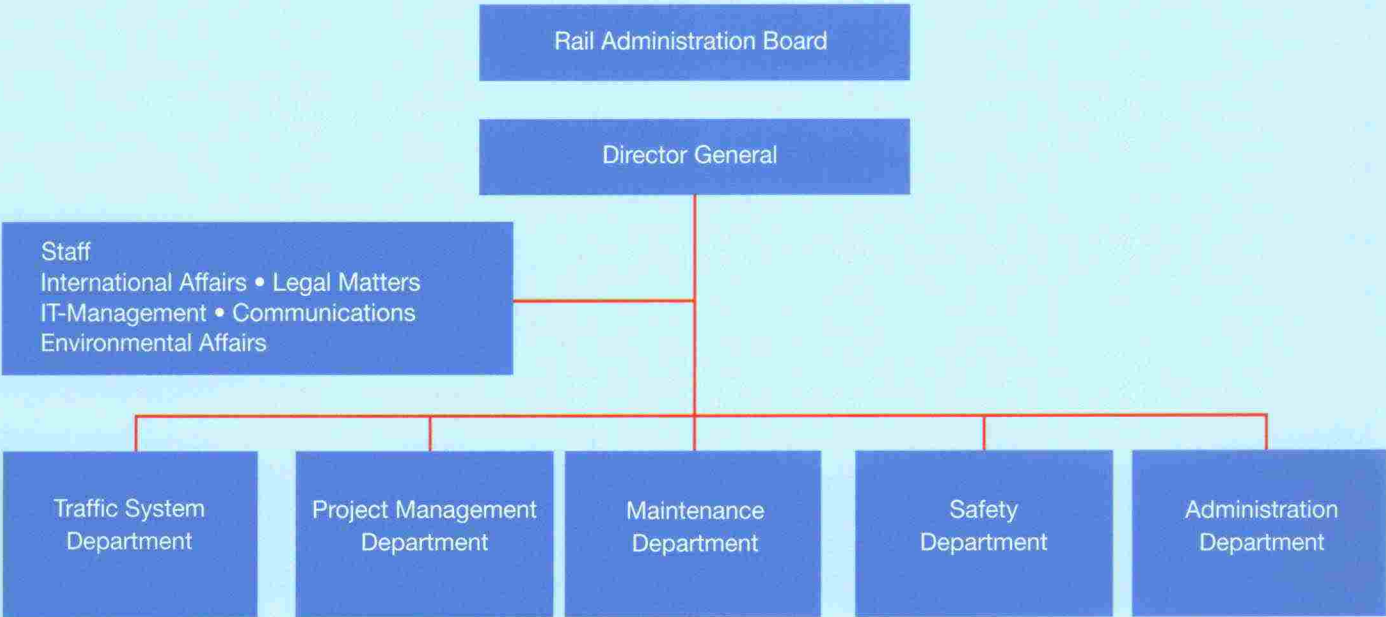 Rail Administration Board
Director General
Staff
International Affairs • Legal Matters
IT-Management • Communications
Environmental Affairs
Traffic System
Department
Project Management
Department
Maintenance
Department
Safety
Department
Administration
Department